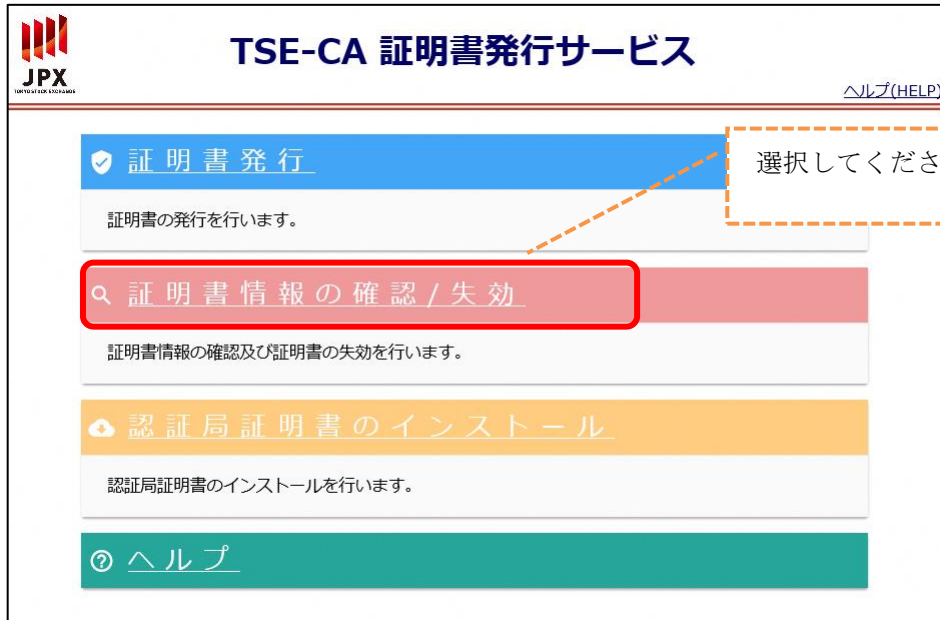 JPX
TOKYO STOCK EXCHANGE
TSE-CA 証明書発行サービス
ヘルプ(HELP)
証明書発行
選択してくださ
証明書の発行を行います。
証明書情報の確認/失効
証明書情報の確認及び証明書の失効を行います。
認証局証明書のインストール
認証局証明書のインストールを行います。
ヘルプ